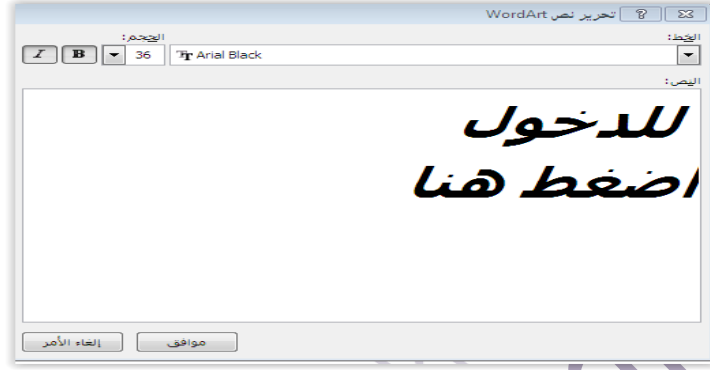 تحرير نص WordArt
الخط: الحجم:
Arial Black 36 B I
النص:
للدخول
اضغط هنا
موافق إلغاء الأمر